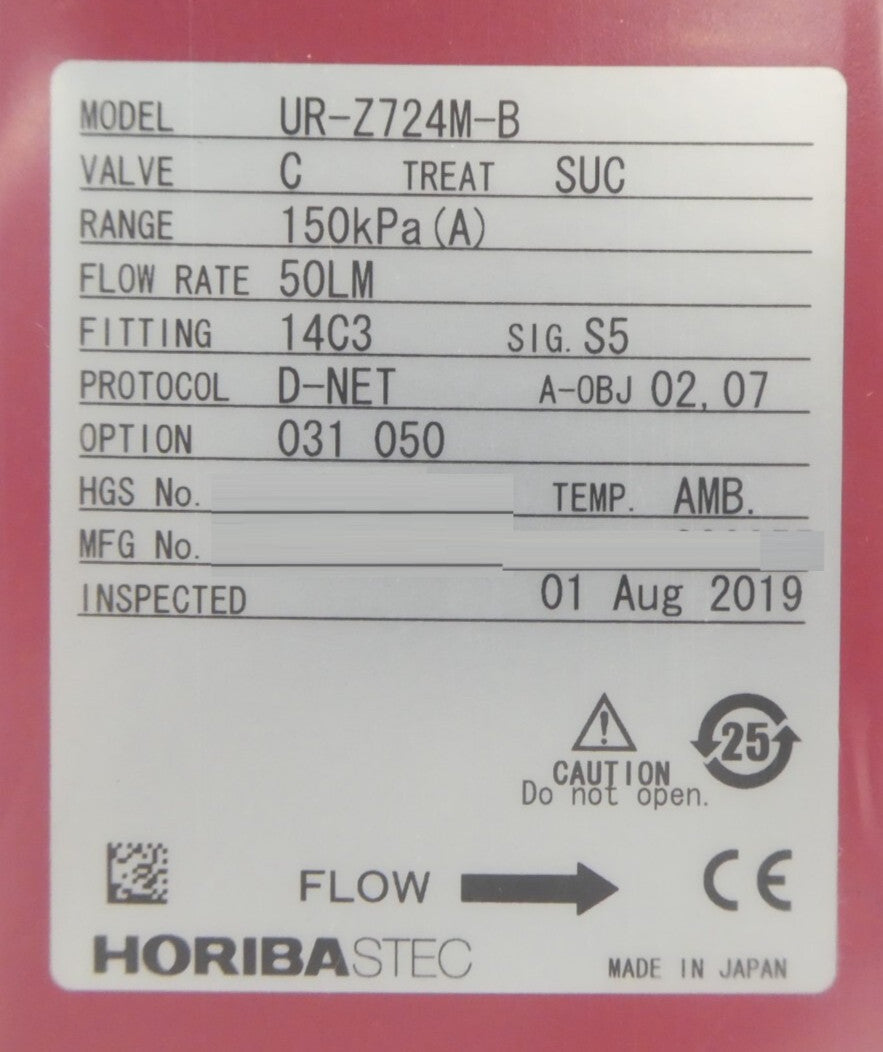 MODEL UR-Z724M-B
VALVE C TREAT SUC
RANGE 150kPa(A)
FLOW RATE 50LM
FITTING 14C3 SIG. S5
PROTOCOL D-NET A-OBJ 02,07
OPTION 031 050
HGS No. TEMP. AMB.
MFG No.
INSPECTED 01 Aug 2019
25
CAUTION
Do not open.
FLOW CE
HORIBASTEC
MADE IN JAPAN